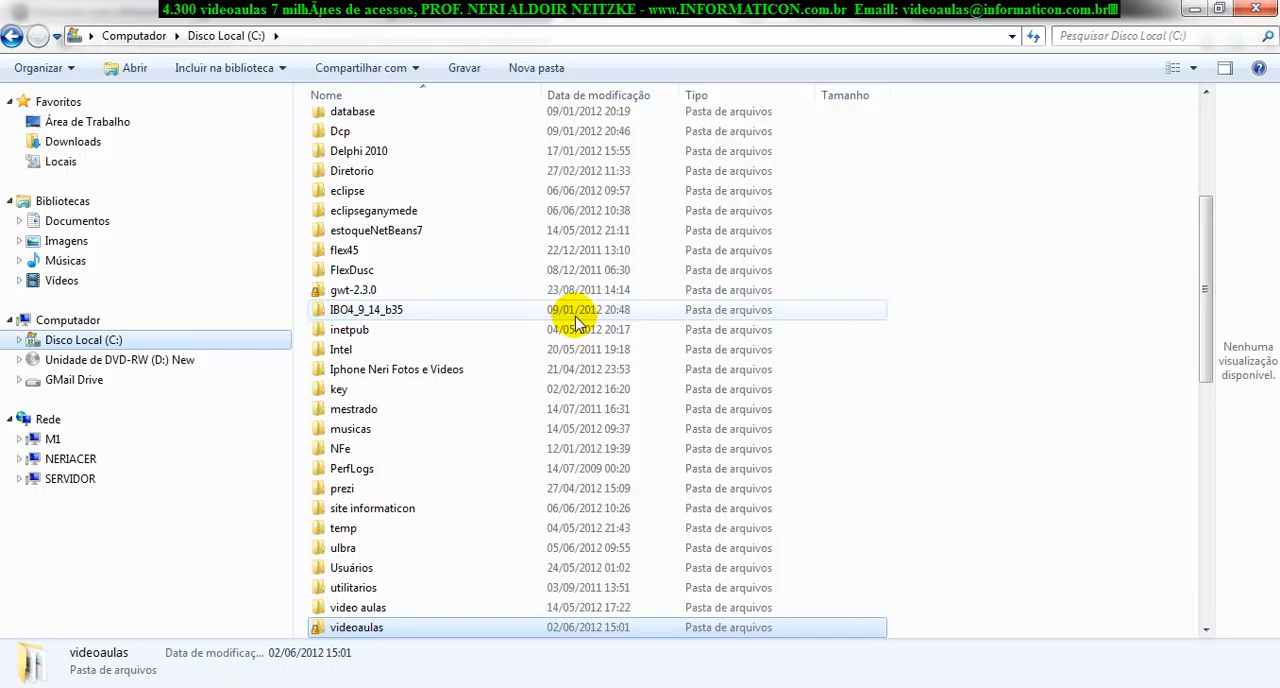 4.300 videoaulas 7 milhÃµes de acessos, PROF. NERI ALDOIR NEITZKE - www.INFORMATICON.com.br Emaill: videoaulas@informaticon.com.br
Computador Disco Local (C:) Pesquisar Disco Local (C:)
Organizar Abrir Incluir na biblioteca Compartilhar com Gravar Nova pasta
Favoritos
Área de Trabalho
Downloads
Locais
Bibliotecas
Documentos
Imagens
Músicas
Vídeos
Computador
Disco Local (C:)
Unidade de DVD-RW (D:) New
GMail Drive
Rede
M1
NERIACER
SERVIDOR
Nome Data de modificação Tipo Tamanho
database 09/01/2012 20:19 Pasta de arquivos
Dcp 09/01/2012 20:46 Pasta de arquivos
Delphi 2010 17/01/2012 15:55 Pasta de arquivos
Diretorio 27/02/2012 11:33 Pasta de arquivos
eclipse 06/06/2012 09:57 Pasta de arquivos
eclipseganymede 06/06/2012 10:38 Pasta de arquivos
estoqueNetBeans7 14/05/2012 21:11 Pasta de arquivos
flex45 22/12/2011 13:10 Pasta de arquivos
FlexDusc 08/12/2011 06:30 Pasta de arquivos
gwt-2.3.0 23/08/2011 14:14 Pasta de arquivos
IBO4_9_14_b35 09/01/2012 20:48 Pasta de arquivos
inetpub 04/05/2012 20:17 Pasta de arquivos
Intel 20/05/2011 19:18 Pasta de arquivos
Iphone Neri Fotos e Videos 21/04/2012 23:53 Pasta de arquivos
key 02/02/2012 16:20 Pasta de arquivos
mestrado 14/07/2011 16:31 Pasta de arquivos
musicas 14/05/2012 09:37 Pasta de arquivos
NFe 12/01/2012 19:39 Pasta de arquivos
PerfLogs 14/07/2009 00:20 Pasta de arquivos
prezi 27/04/2012 15:09 Pasta de arquivos
site informaticon 06/06/2012 10:26 Pasta de arquivos
temp 04/05/2012 21:43 Pasta de arquivos
ulbra 05/06/2012 09:55 Pasta de arquivos
Usuários 24/05/2011 01:02 Pasta de arquivos
utilitarios 03/09/2011 13:51 Pasta de arquivos
video aulas 14/05/2012 17:22 Pasta de arquivos
videoaulas 02/06/2012 15:01 Pasta de arquivos
Nenhuma
visualização
disponível.
videoaulas Data de modificaç... 02/06/2012 15:01
Pasta de arquivos